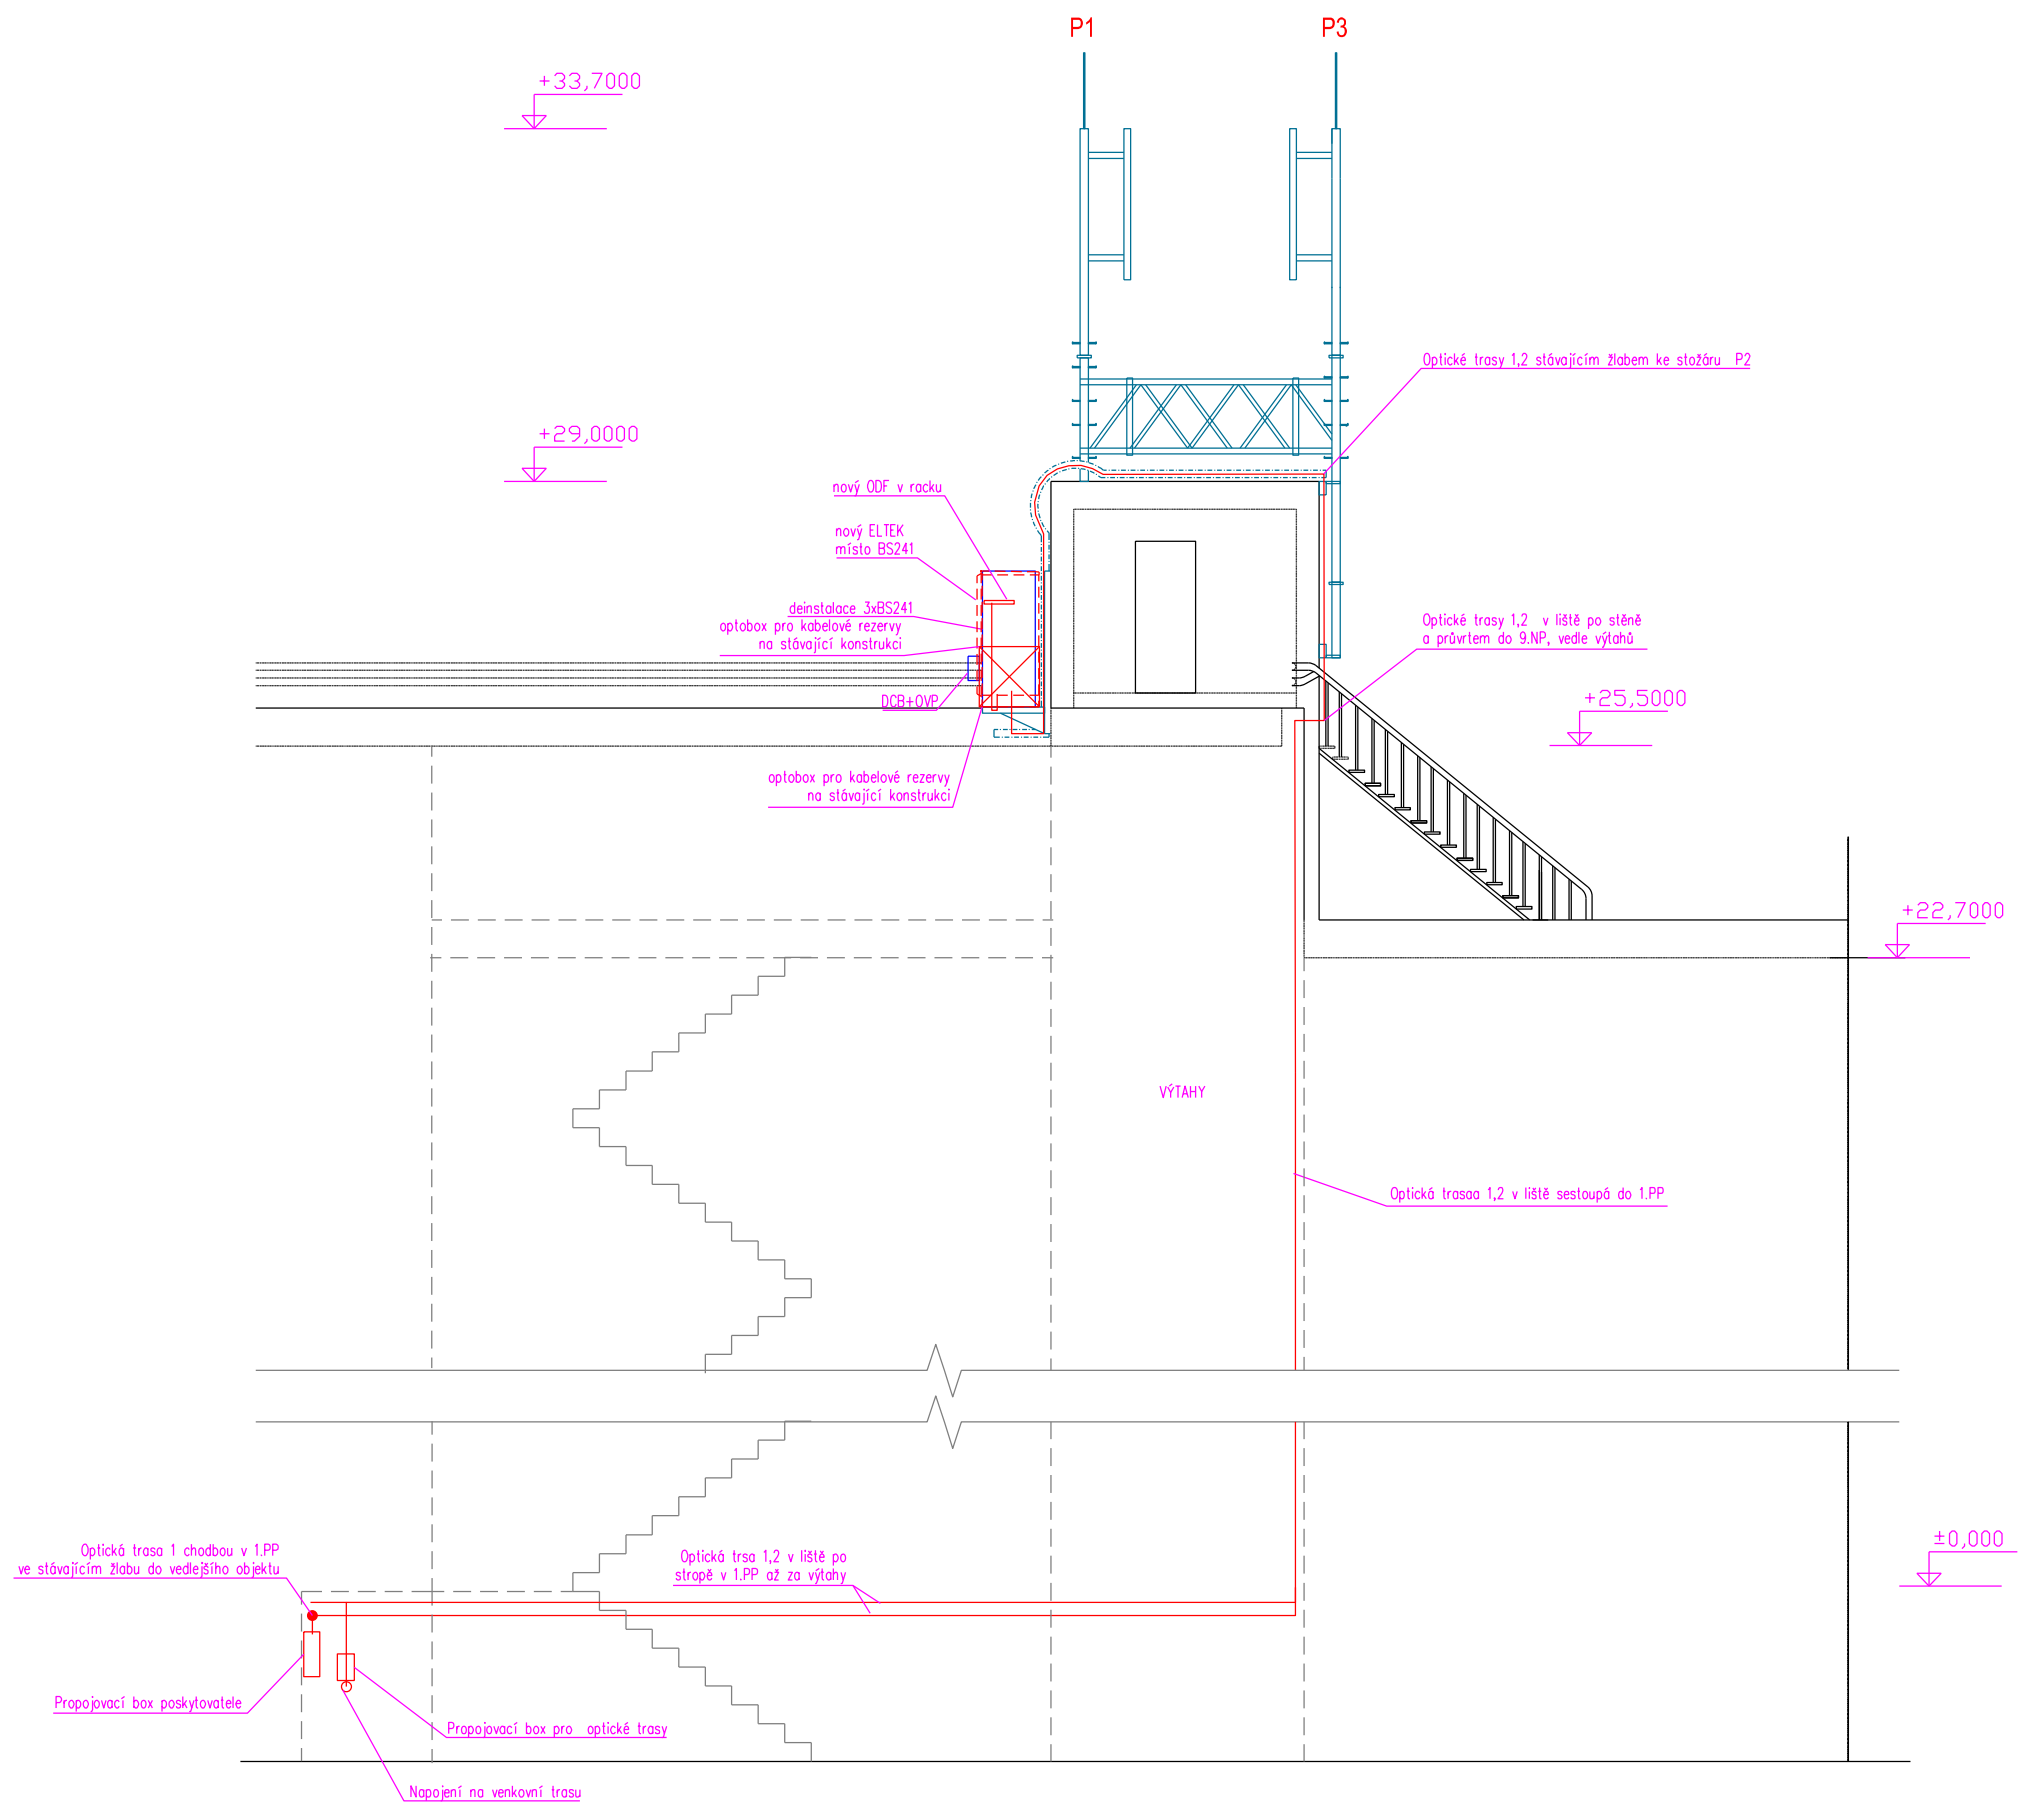 P1
P3
+33,7000
Optické trasy 1,2 stávajícím žlabem ke stožáru P2
+29,0000
nový ODF v racku
nový ELTEK
místo BS241
deinstalace 3xBS241
optobox pro kabelové rezervy
na stávající konstrukci
Optické trasy 1,2 v liště po stěně
a průvrtem do 9.NP, vedle výtahů
DCB+OVP
+25,5000
optobox pro kabelové rezervy
na stávající konstrukci
+22,7000
VÝTAHY
Optická trasaa 1,2 v liště sestoupá do 1.PP
±0,000
Optická trasa 1 chodbou v 1.PP
ve stávajícím žlabu do vedlejšího objektu
Optická trsa 1,2 v liště po
stropě v 1.PP až za výtahy
Propojovací box poskytovatele
Propojovací box pro optické trasy
Napojení na venkovní trasu